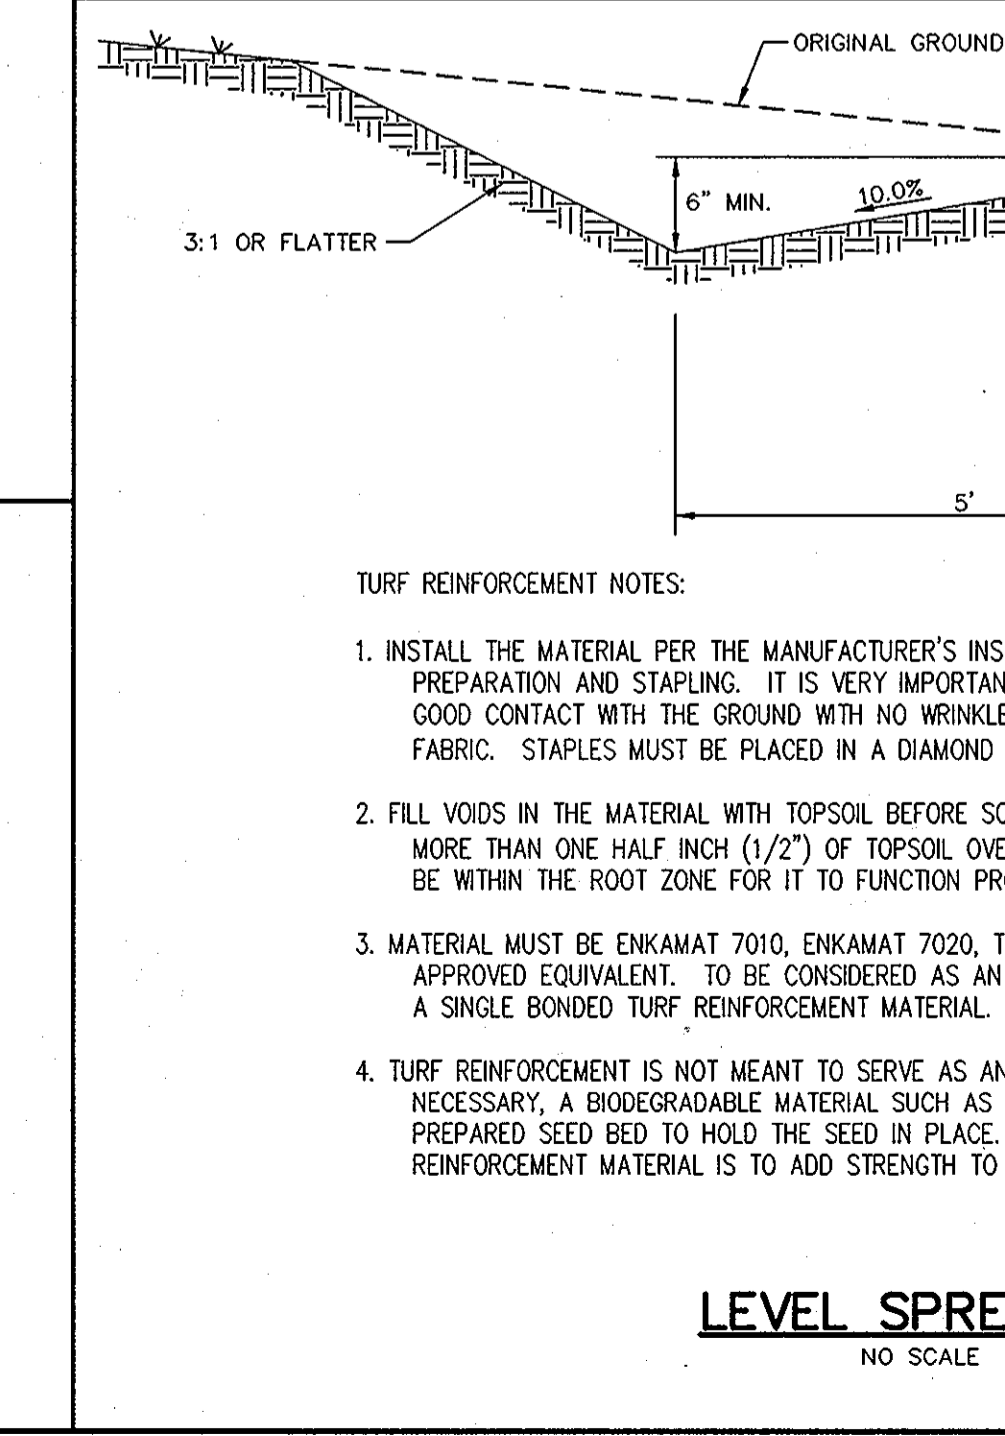 ORIGINAL GROUND
6" MIN.
10.0%
3:1 OR FLATTER
5'
TURF REINFORCEMENT NOTES:
1. INSTALL THE MATERIAL PER THE MANUFACTURER'S INS
PREPARATION AND STAPLING. IT IS VERY IMPORTAN
GOOD CONTACT WITH THE GROUND WITH NO WRINKLE
FABRIC. STAPLES MUST BE PLACED IN A DIAMOND
2. FILL VOIDS IN THE MATERIAL WITH TOPSOIL BEFORE SO
MORE THAN ONE HALF INCH (1/2") OF TOPSOIL OVE
BE WITHIN THE ROOT ZONE FOR IT TO FUNCTION PRO
3. MATERIAL MUST BE ENKAMAT 7010, ENKAMAT 7020, T
APPROVED EQUIVALENT. TO BE CONSIDERED AS AN
A SINGLE BONDED TURF REINFORCEMENT MATERIAL.
4. TURF REINFORCEMENT IS NOT MEANT TO SERVE AS AN
NECESSARY, A BIODEGRADABLE MATERIAL SUCH AS
PREPARED SEED BED TO HOLD THE SEED IN PLACE.
REINFORCEMENT MATERIAL IS TO ADD STRENGTH TO
LEVEL SPRE
NO SCALE